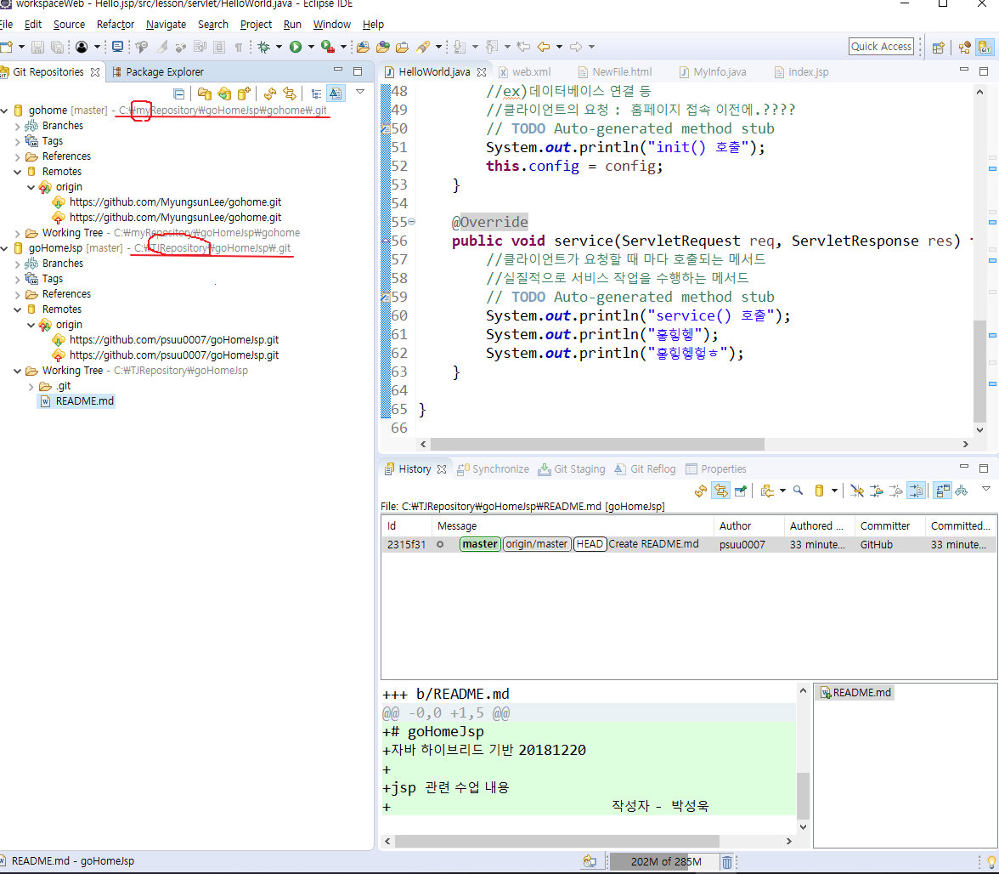 workspaceWeb - Hello.jsp/src/lesson/servlet/HelloWorld.java - Eclipse IDE
File Edit Source Refactor Navigate Search Project Run Window Help
Quick Access
Git Repositories Package Explorer
gohome [master] - C:₩myRepository₩goHomeJsp₩gohome₩.git
Branches
Tags
References
Remotes
origin
https://github.com/MyungsunLee/gohome.git
https://github.com/MyungsunLee/gohome.git
Working Tree - C:₩myRepository₩goHomeJsp₩gohome
goHomeJsp [master] - C:₩TJRepository₩goHomeJsp₩.git
Branches
Tags
References
Remotes
origin
https://github.com/psuu0007/goHomeJsp.git
https://github.com/psuu0007/goHomeJsp.git
Working Tree - C:₩TJRepository₩goHomeJsp
.git
README.md
HelloWorld.java web.xml NewFile.html MyInfo.java index.jsp
48 //ex)데이터베이스 연결 등
49 //클라이언트의 요청 : 홈페이지 접속 이전에.????
50 // TODO Auto-generated method stub
51 System.out.println("init() 호출");
52 this.config = config;
53 }
54
55 @Override
56 public void service(ServletRequest req, ServletResponse res)
57 //클라이언트가 요청할 때 마다 호출되는 메서드
58 //실질적으로 서비스 작업을 수행하는 메서드
59 // TODO Auto-generated method stub
60 System.out.println("service() 호출");
61 System.out.println("홍힝헹");
62 System.out.println("홍힝헹헝ㅎ");
63 }
64
65 }
66
History Synchronize Git Staging Git Reflog Properties
File: C:₩TJRepository₩goHomeJsp₩README.md [goHomeJsp]
Id Message Author Authored ... Committer Committed...
2315f31 master origin/master HEAD Create README.md psuu0007 33 minute... GitHub 33 minute...
+++ b/README.md
@@ -0,0 +1,5 @@
+# goHomeJsp
+자바 하이브리드 기반 20181220
+
+jsp 관련 수업 내용
+ 작성자 - 박성욱
README.md
README.md - goHomeJsp
202M of 285M